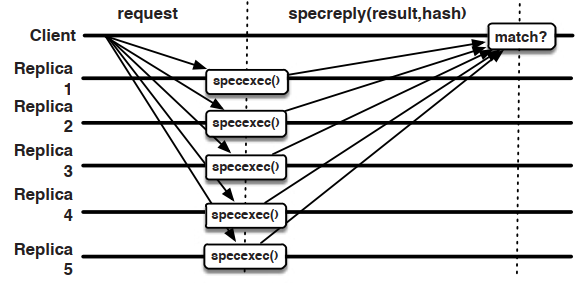 request specreply(result,hash)
Client match?
Replica
1 specexec()
Replica
2 specexec()
Replica
3 specexec()
Replica
4 specexec()
Replica
5 specexec()